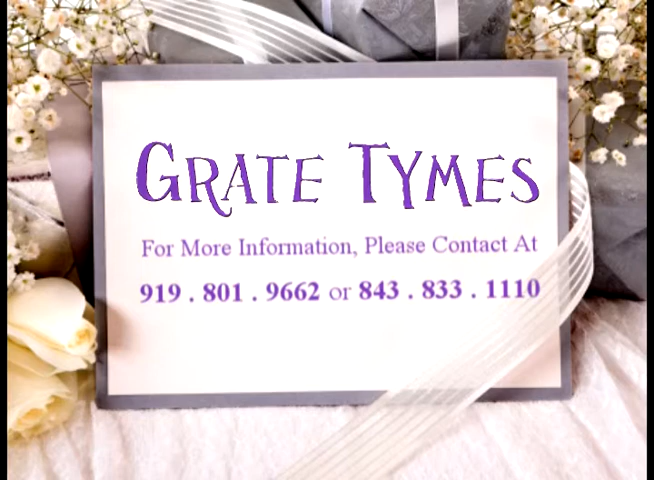 GRATE TYMES
For More Information, Please Contact At
919 . 801 . 9662 or 843 . 833 . 1110